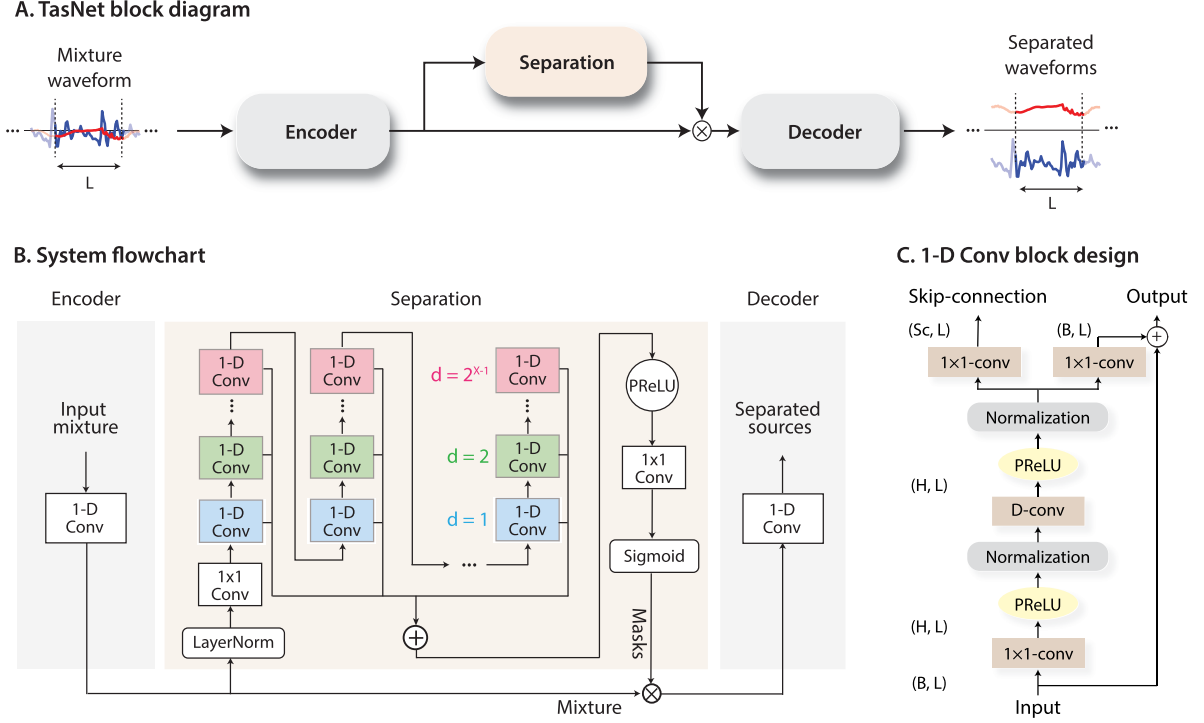 A. TasNet block diagram
Mixture
waveform
...
...
L
Encoder
Separation
Decoder
Separated
waveforms
...
...
L
B. System flowchart
Encoder
Separation
Decoder
Input
mixture
1-D
Conv
1-D
Conv
...
1-D
Conv
1-D
Conv
1x1
Conv
LayerNorm
1-D
Conv
...
1-D
Conv
1-D
Conv
...
d = 2^X-1
1-D
Conv
...
d = 2
1-D
Conv
d = 1
1-D
Conv
PReLU
1x1
Conv
Sigmoid
Masks
Mixture
Separated
sources
1-D
Conv
C. 1-D Conv block design
Skip-connection
Output
(Sc, L)
(B, L)
1×1-conv
1×1-conv
Normalization
PReLU
(H, L)
D-conv
Normalization
PReLU
(H, L)
1×1-conv
(B, L)
Input